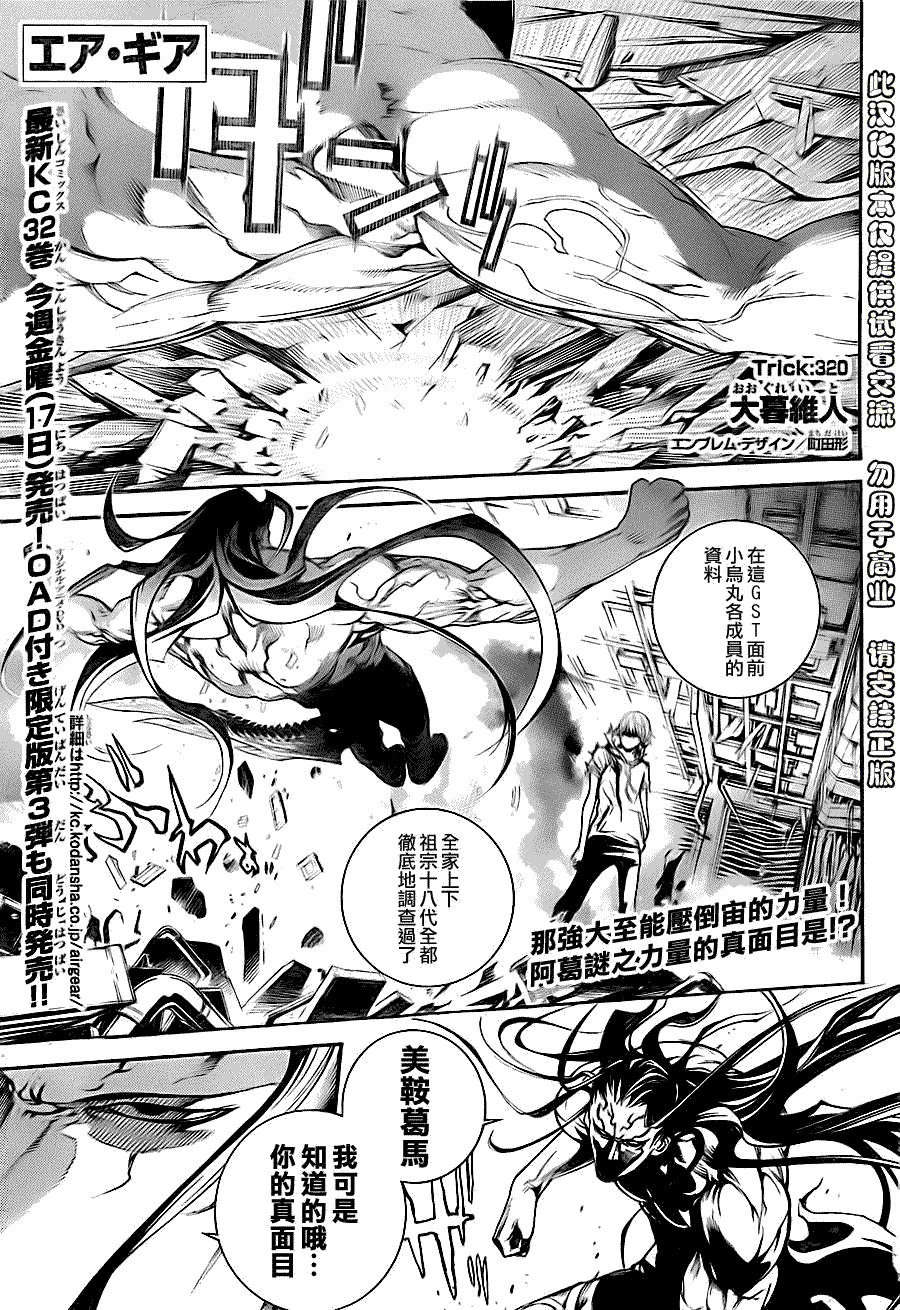 エア・ギア
Trick:320
おおぐれいと
大暮維人
エンブレム・デザイン/町田形
在這GST面前
小烏丸各成員的
資料
全家上下
祖宗十八代全都
徹底地調查過了
那強大至能壓倒宙的力量！
阿葛謎之力量的真面目是!?
美鞍葛馬
我可是
知道的哦…
你的真面目
最新KC32巻 今週金曜(17日)発売！OAD付き限定版第3弾も同時発売!!
詳細はhttp://kc.kodansha.co.jp/airgear/
此汉化版本仅提供试看交流 勿用于商业 请支持正版